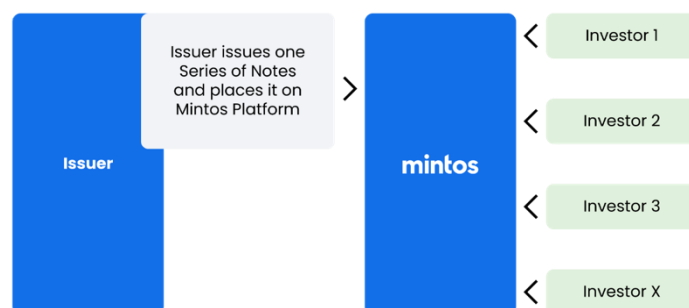 Issuer
Issuer issues one
Series of Notes
and places it on
Mintos Platform
mintos
Investor 1
Investor 2
Investor 3
Investor X